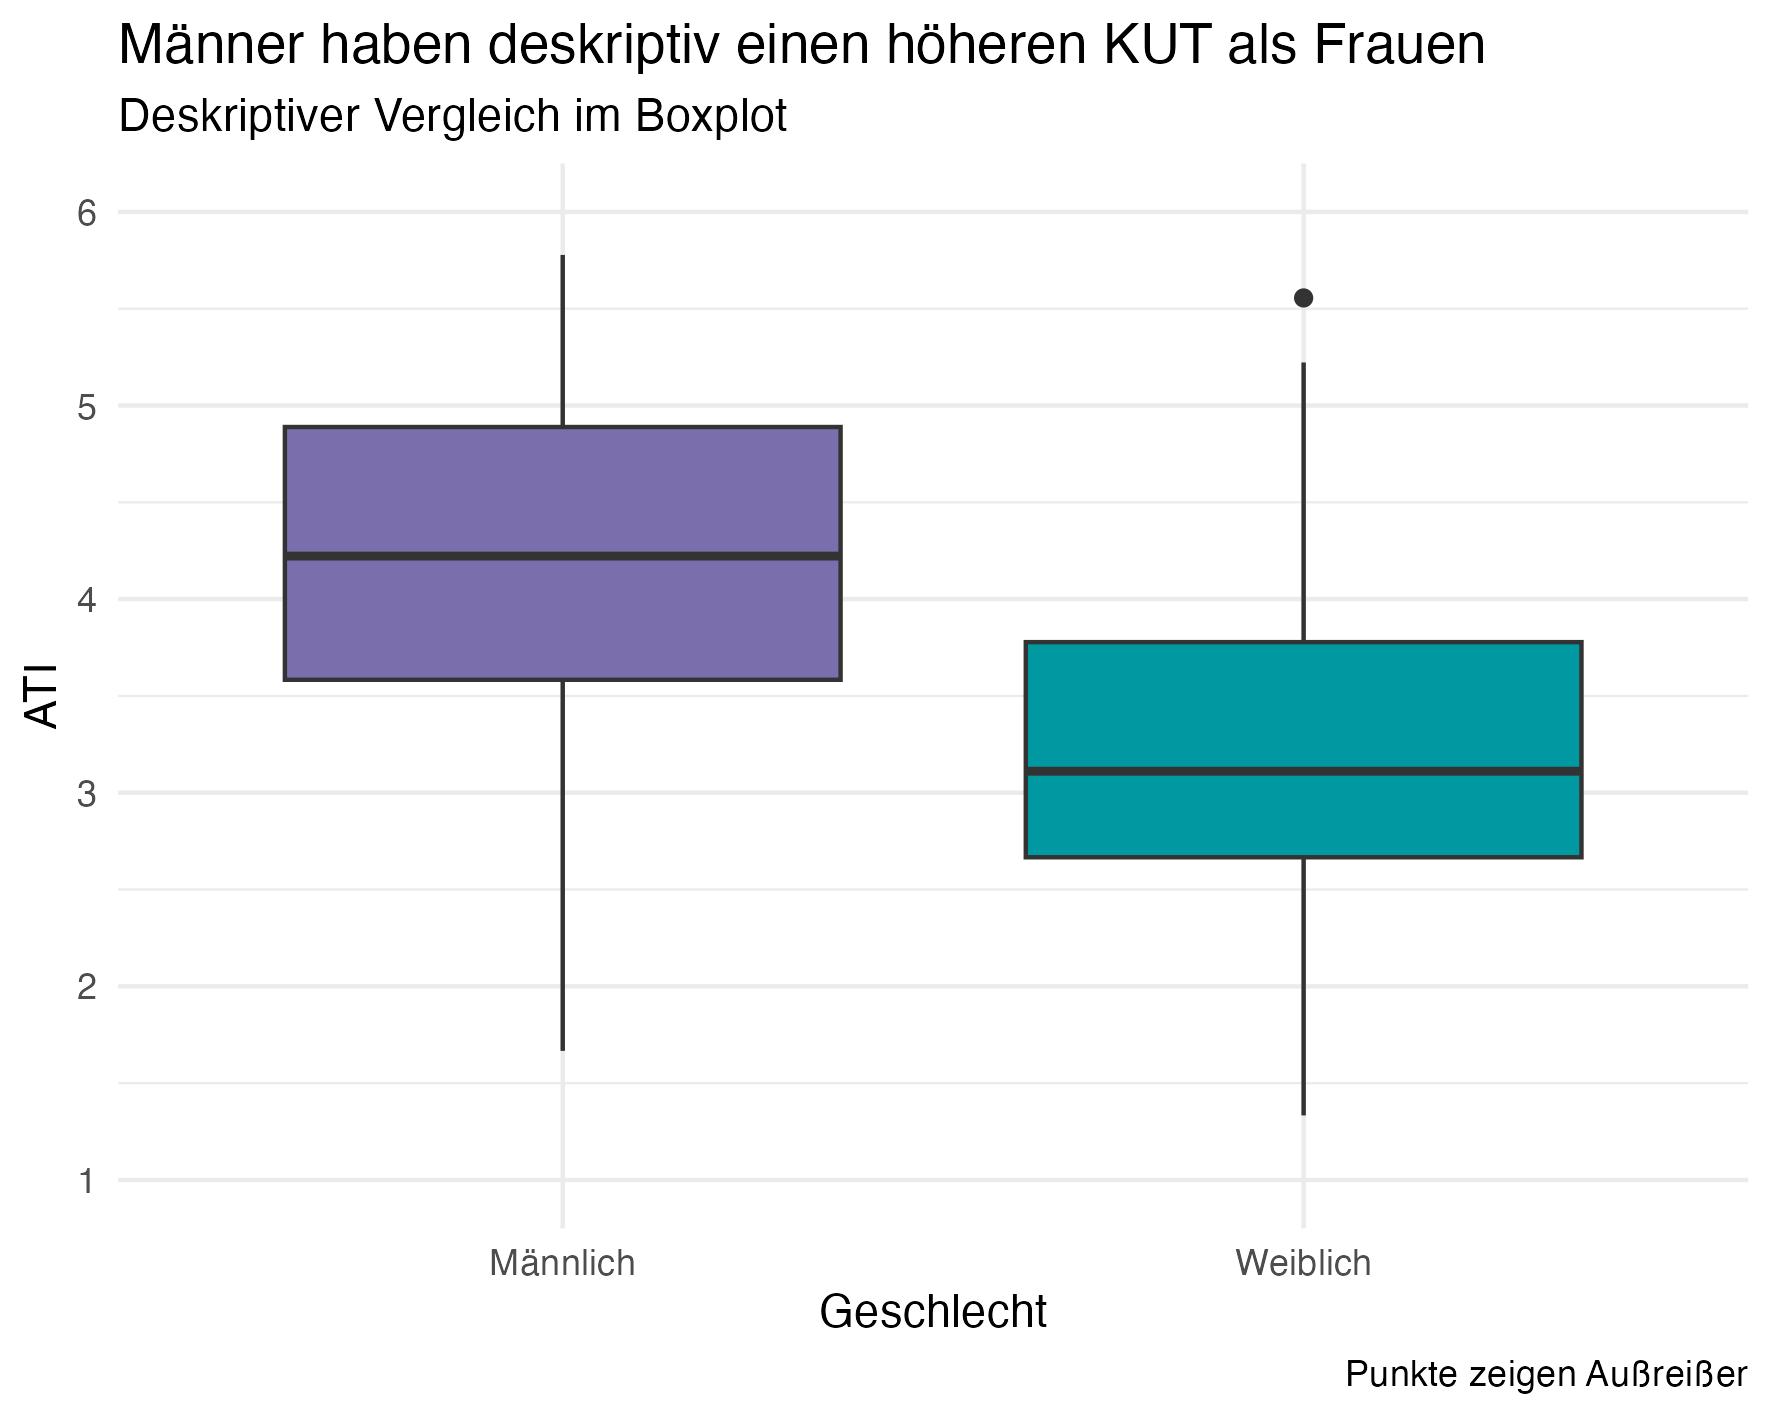 Männer haben deskriptiv einen höheren KUT als Frauen
Deskriptiver Vergleich im Boxplot
6
5
4
3
2
1
ATI
Männlich
Weiblich
Geschlecht
Punkte zeigen Außreißer